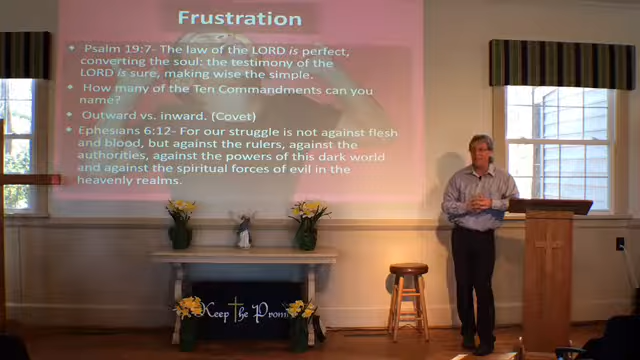 Frustration
Psalm 19:7- The law of the LORD is perfect,
converting the soul: the testimony of the
LORD is sure, making wise the simple.
How many of the Ten Commandments can you
name?
Outward vs. inward. (Covet)
Ephesians 6:12- For our struggle is not against flesh
and blood, but against the rulers, against the
authorities, against the powers of this dark world
and against the spiritual forces of evil in the
heavenly realms.
Keep the Promi